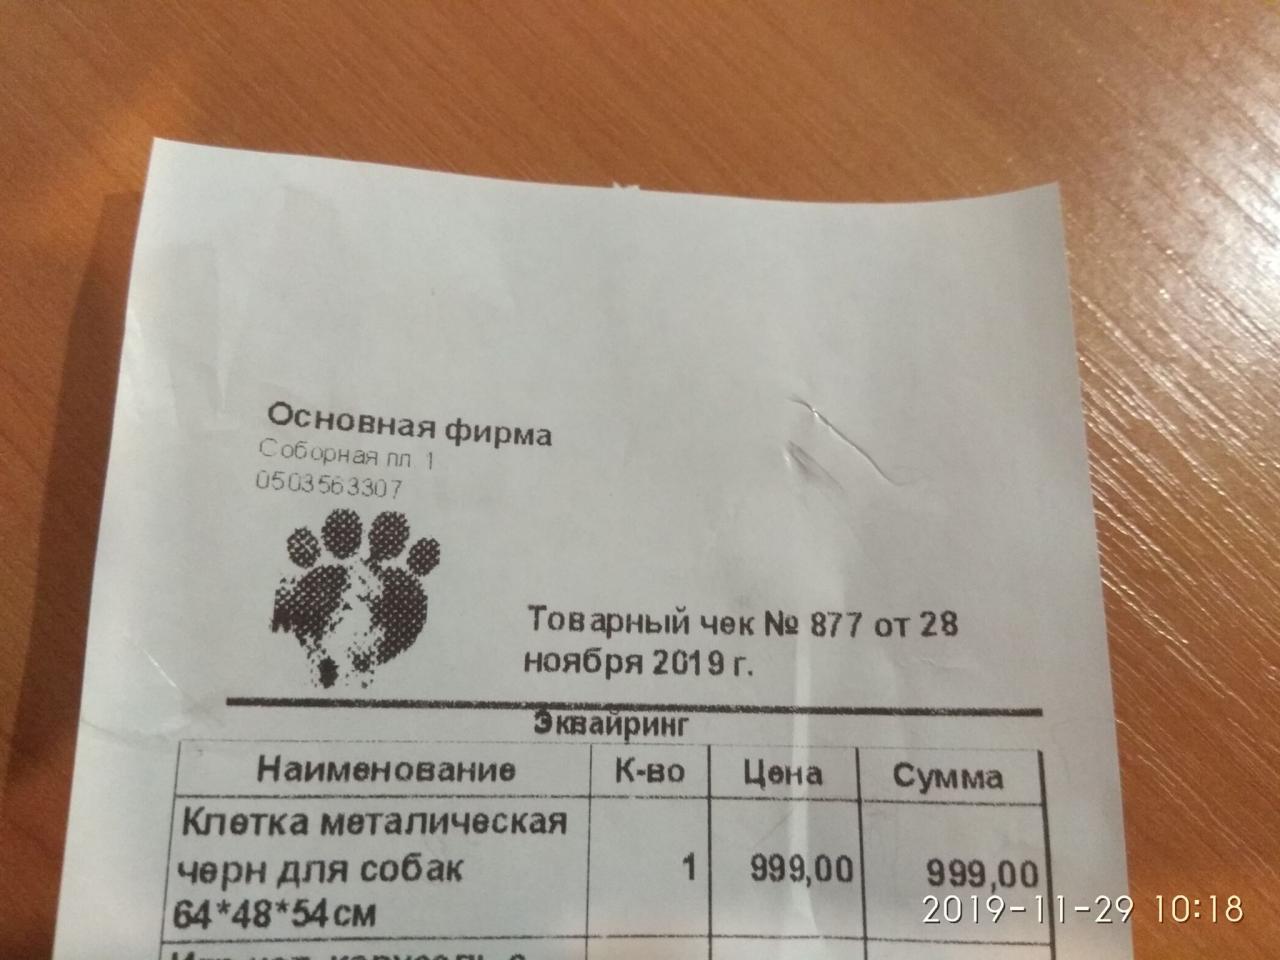 Основная фирма
Соборная пл 1
0503563307
Товарный чек № 877 от 28
ноября 2019 г.
Эквайринг
Наименование К-во Цена Сумма
Клетка металическая
черн для собак
64*48*54см
1 999,00 999,00
2019-11-29 10:18